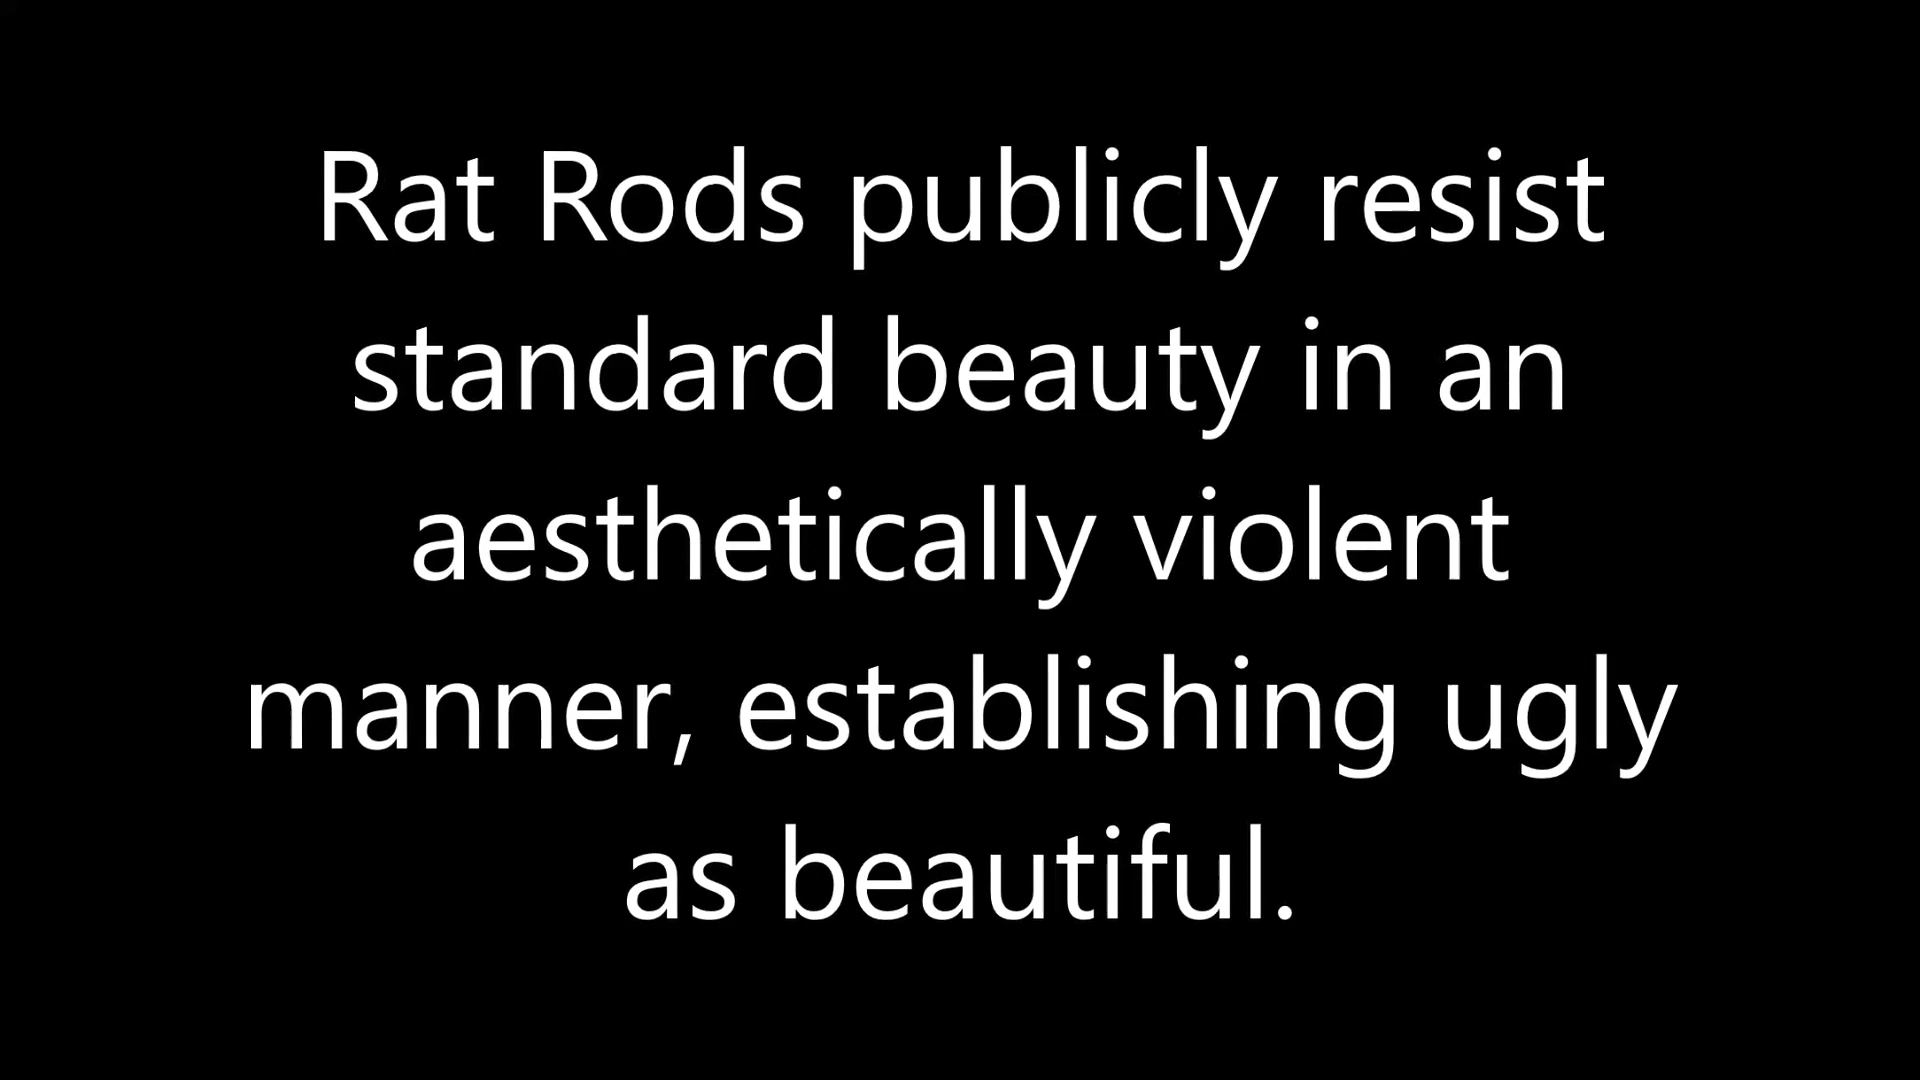 Rat Rods publicly resist
standard beauty in an
aesthetically violent
manner, establishing ugly
as beautiful.